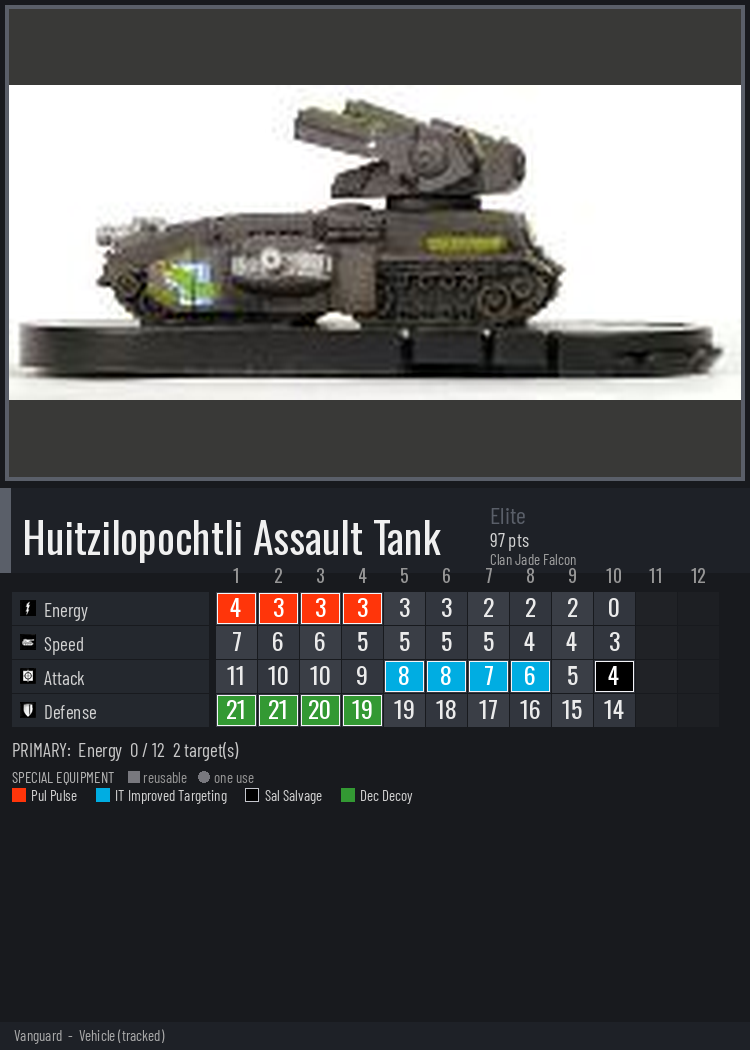 Huitzilopochtli Assault Tank
Elite
97 pts
Clan Jade Falcon
1 2 3 4 5 6 7 8 9 10 11 12
Energy 4 3 3 3 3 3 2 2 2 0
Speed 7 6 6 5 5 5 5 4 4 3
Attack 11 10 10 9 8 8 7 6 5 4
Defense 21 21 20 19 19 18 17 16 15 14
PRIMARY: Energy 0 / 12 2 target(s)
SPECIAL EQUIPMENT reusable one use
Pul Pulse IT Improved Targeting Sal Salvage Dec Decoy
Vanguard - Vehicle (tracked)